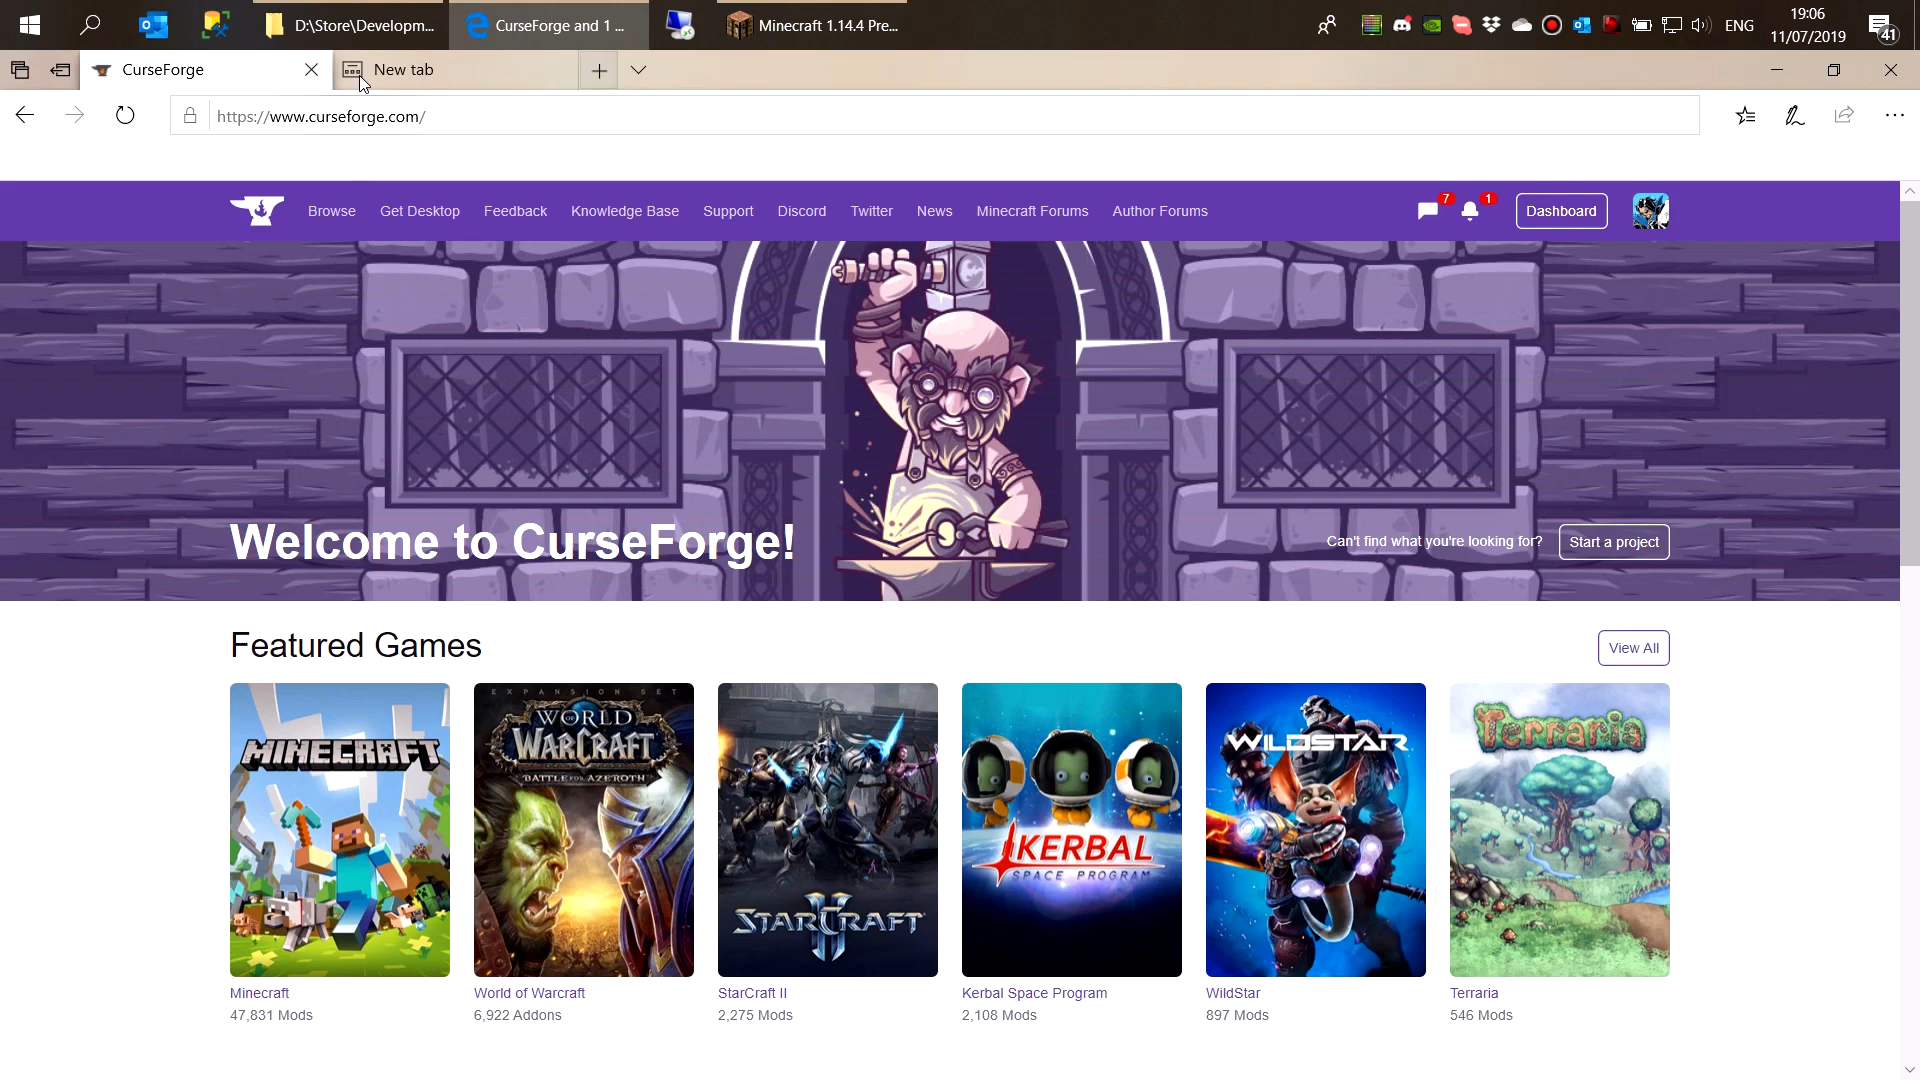 D:\Store\Developm...
CurseForge and 1 ...
Minecraft 1.14.4 Pre...
ENG
19:06
11/07/2019
41
CurseForge
New tab
https://www.curseforge.com/
Browse
Get Desktop
Feedback
Knowledge Base
Support
Discord
Twitter
News
Minecraft Forums
Author Forums
7
1
Dashboard
Welcome to CurseForge!
Can't find what you're looking for?
Start a project
Featured Games
View All
MINECRAFT
EXPANSION SET
WORLD OF
WARCRAFT
BATTLE FOR AZEROTH
STARCRAFT
II
KERBAL
SPACE PROGRAM
WILDSTAR
Terraria
Minecraft
World of Warcraft
StarCraft II
Kerbal Space Program
WildStar
Terraria
47,831 Mods
6,922 Addons
2,275 Mods
2,108 Mods
897 Mods
546 Mods